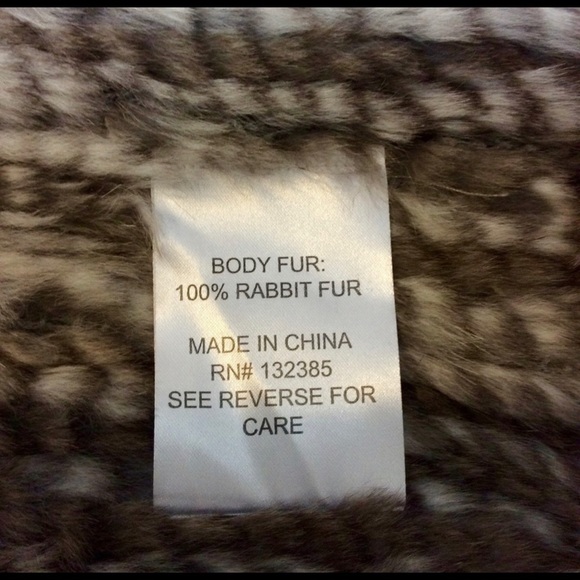 BODY FUR:
100% RABBIT FUR
MADE IN CHINA
RN# 132385
SEE REVERSE FOR
CARE